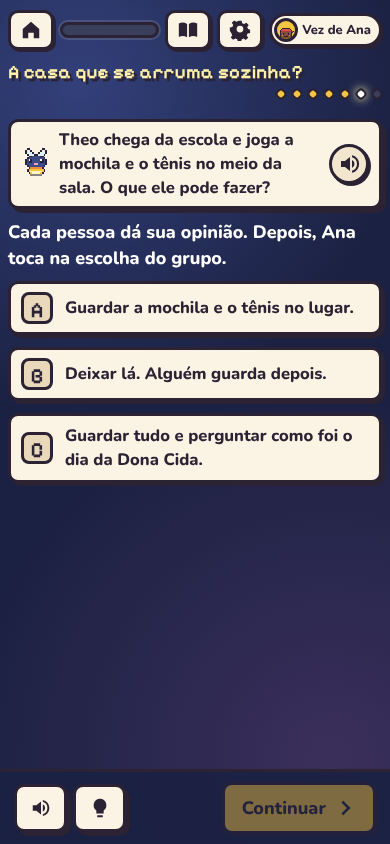 Vez de Ana
A casa que se arruma sozinha?
Theo chega da escola e joga a
mochila e o tênis no meio da
sala. O que ele pode fazer?
Cada pessoa dá sua opinião. Depois, Ana
toca na escolha do grupo.
A Guardar a mochila e o tênis no lugar.
B Deixar lá. Alguém guarda depois.
C Guardar tudo e perguntar como foi o
dia da Dona Cida.
Continuar